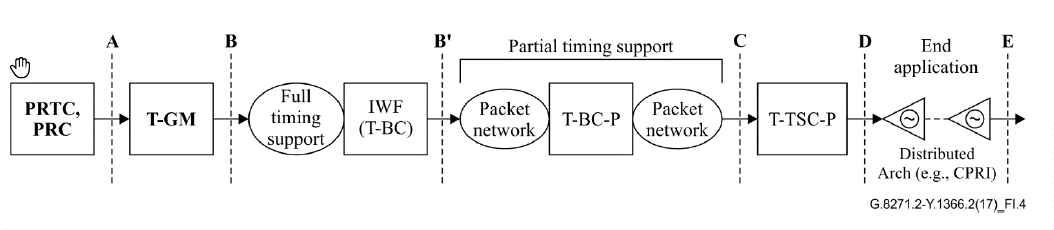 A
B
B'
Partial timing support
C
D
End
application
E
PRTC,
PRC
T-GM
Full
timing
support
IWF
(T-BC)
Packet
network
T-BC-P
Packet
network
T-TSC-P
Distributed
Arch (e.g., CPRI)
G.8271.2-Y.1366.2(17)_FI.4